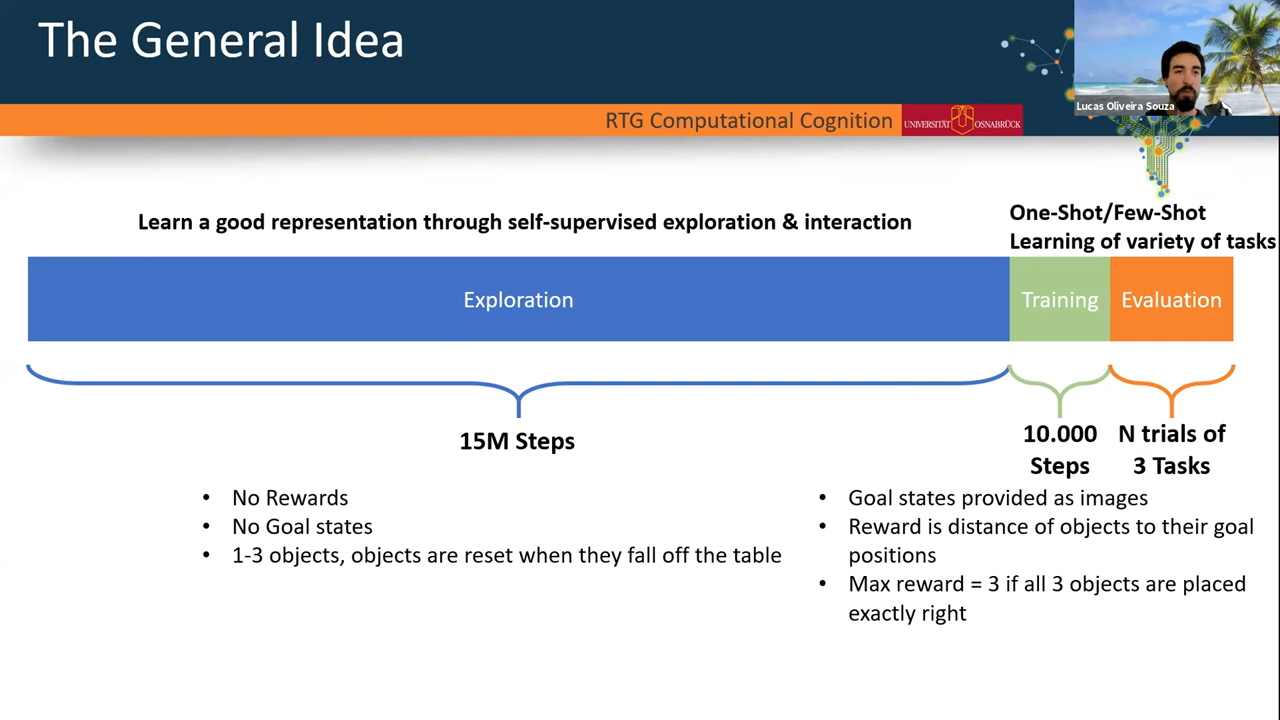 The General Idea
Lucas Oliveira Souza
RTG Computational Cognition
UNIVERSITÄT OSNABRÜCK
Learn a good representation through self-supervised exploration & interaction
One-Shot/Few-Shot
Learning of variety of tasks
Exploration
Training
Evaluation
15M Steps
10.000
Steps
N trials of
3 Tasks
• No Rewards
• No Goal states
• 1-3 objects, objects are reset when they fall off the table
• Goal states provided as images
• Reward is distance of objects to their goal
positions
• Max reward = 3 if all 3 objects are placed
exactly right